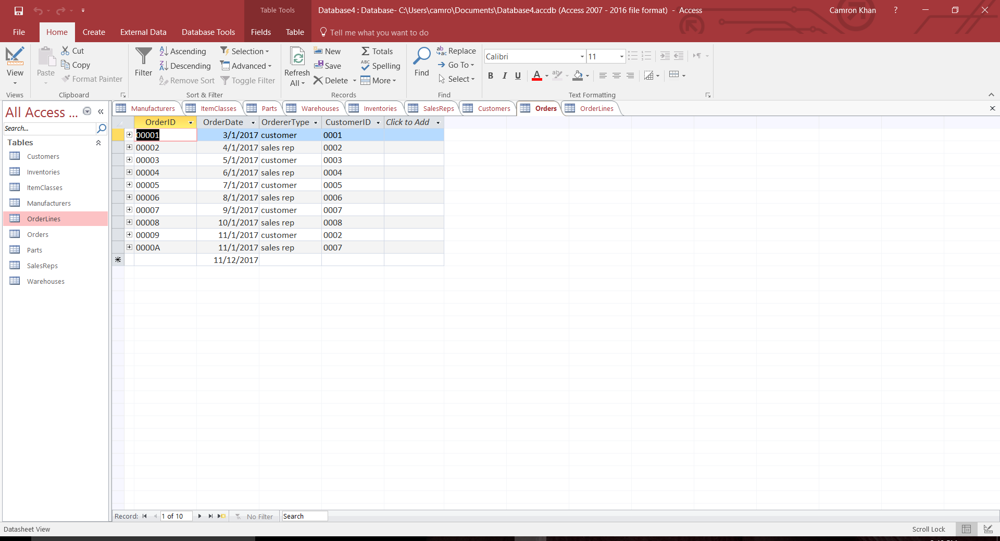 Table Tools
Database4 : Database- C:\Users\camro\Documents\Database4.accdb (Access 2007 - 2016 file format) - Access
Camron Khan
?
File Home Create External Data Database Tools Fields Table Tell me what you want to do
View
Views
Paste
Cut
Copy
Format Painter
Clipboard
Filter
Ascending
Descending
Remove Sort
Selection
Advanced
Toggle Filter
Sort & Filter
Refresh
All
New
Save
Delete
Totals
Spelling
More
Records
Find
Replace
Go To
Select
Find
Calibri 11
B I U A
Text Formatting
All Access ...
Search...
Tables
Customers
Inventories
ItemClasses
Manufacturers
OrderLines
Orders
Parts
SalesReps
Warehouses
Manufacturers ItemClasses Parts Warehouses Inventories SalesReps Customers Orders OrderLines
OrderID OrderDate OrdererType CustomerID Click to Add
00001 3/1/2017 customer 0001
00002 4/1/2017 sales rep 0002
00003 5/1/2017 customer 0003
00004 6/1/2017 sales rep 0004
00005 7/1/2017 customer 0005
00006 8/1/2017 sales rep 0006
00007 9/1/2017 customer 0007
00008 10/1/2017 sales rep 0008
00009 11/1/2017 customer 0002
0000A 11/1/2017 sales rep 0007
11/12/2017
Record: 1 of 10 No Filter Search
Datasheet View
Scroll Lock